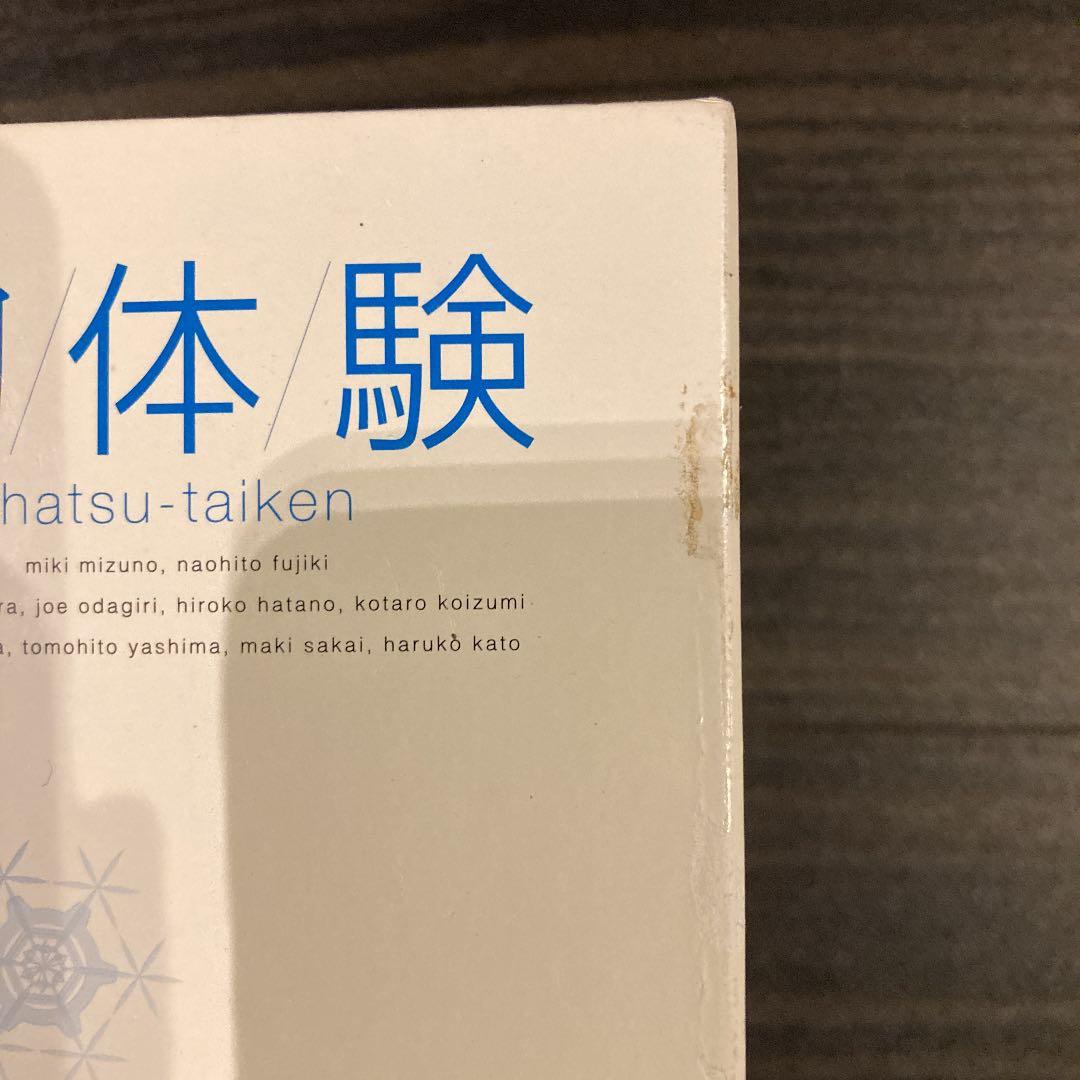 /体/験
hatsu-taiken
miki mizuno, naohito fujiki
joe odagiri, hiroko hatano, kotaro koizumi
tomohito yashima, maki sakai, haruko kato